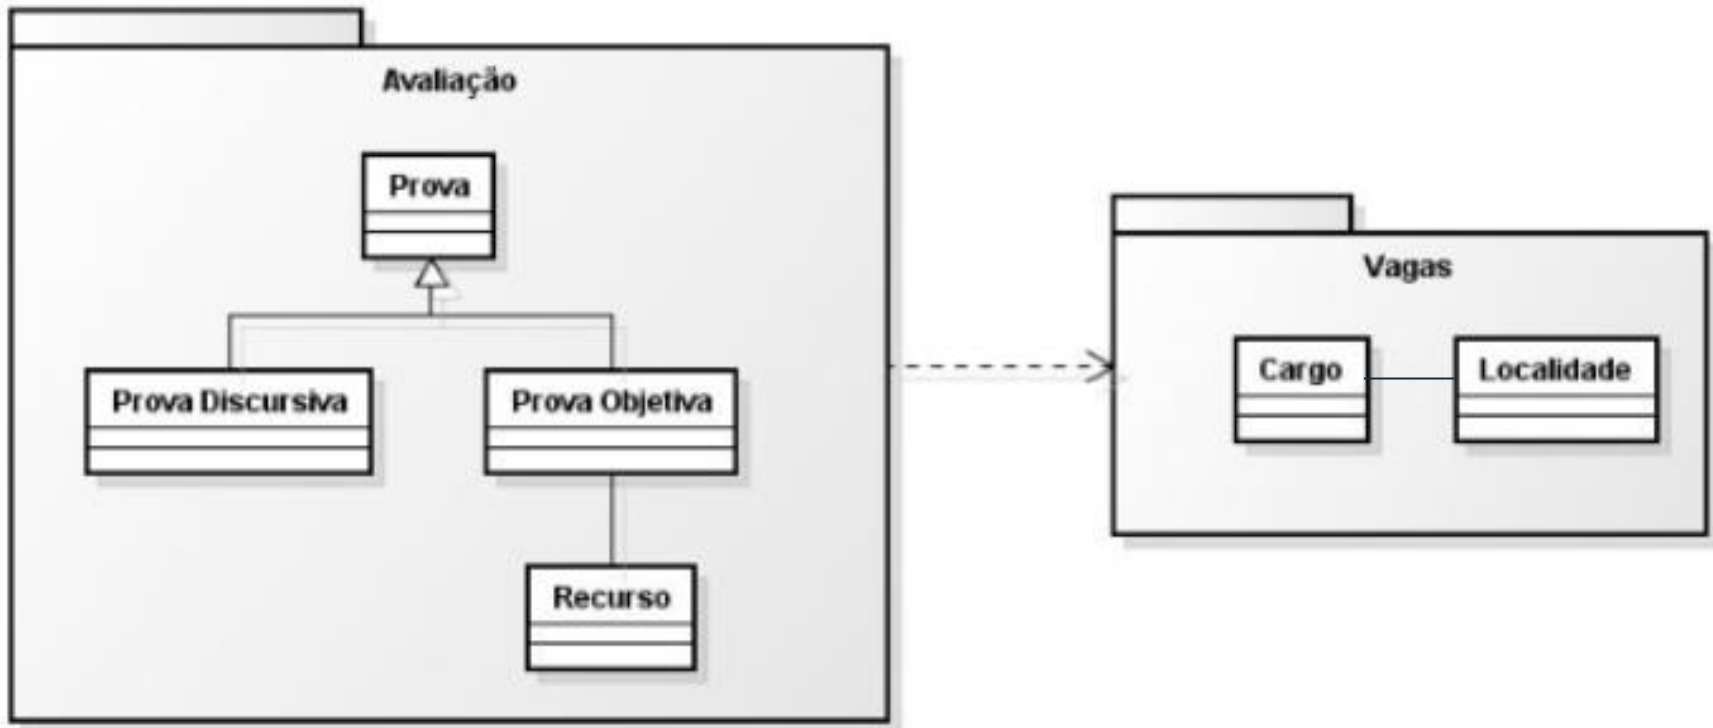 Avaliação
Prova
Prova Discursiva
Prova Objetiva
Recurso
Vagas
Cargo
Localidade